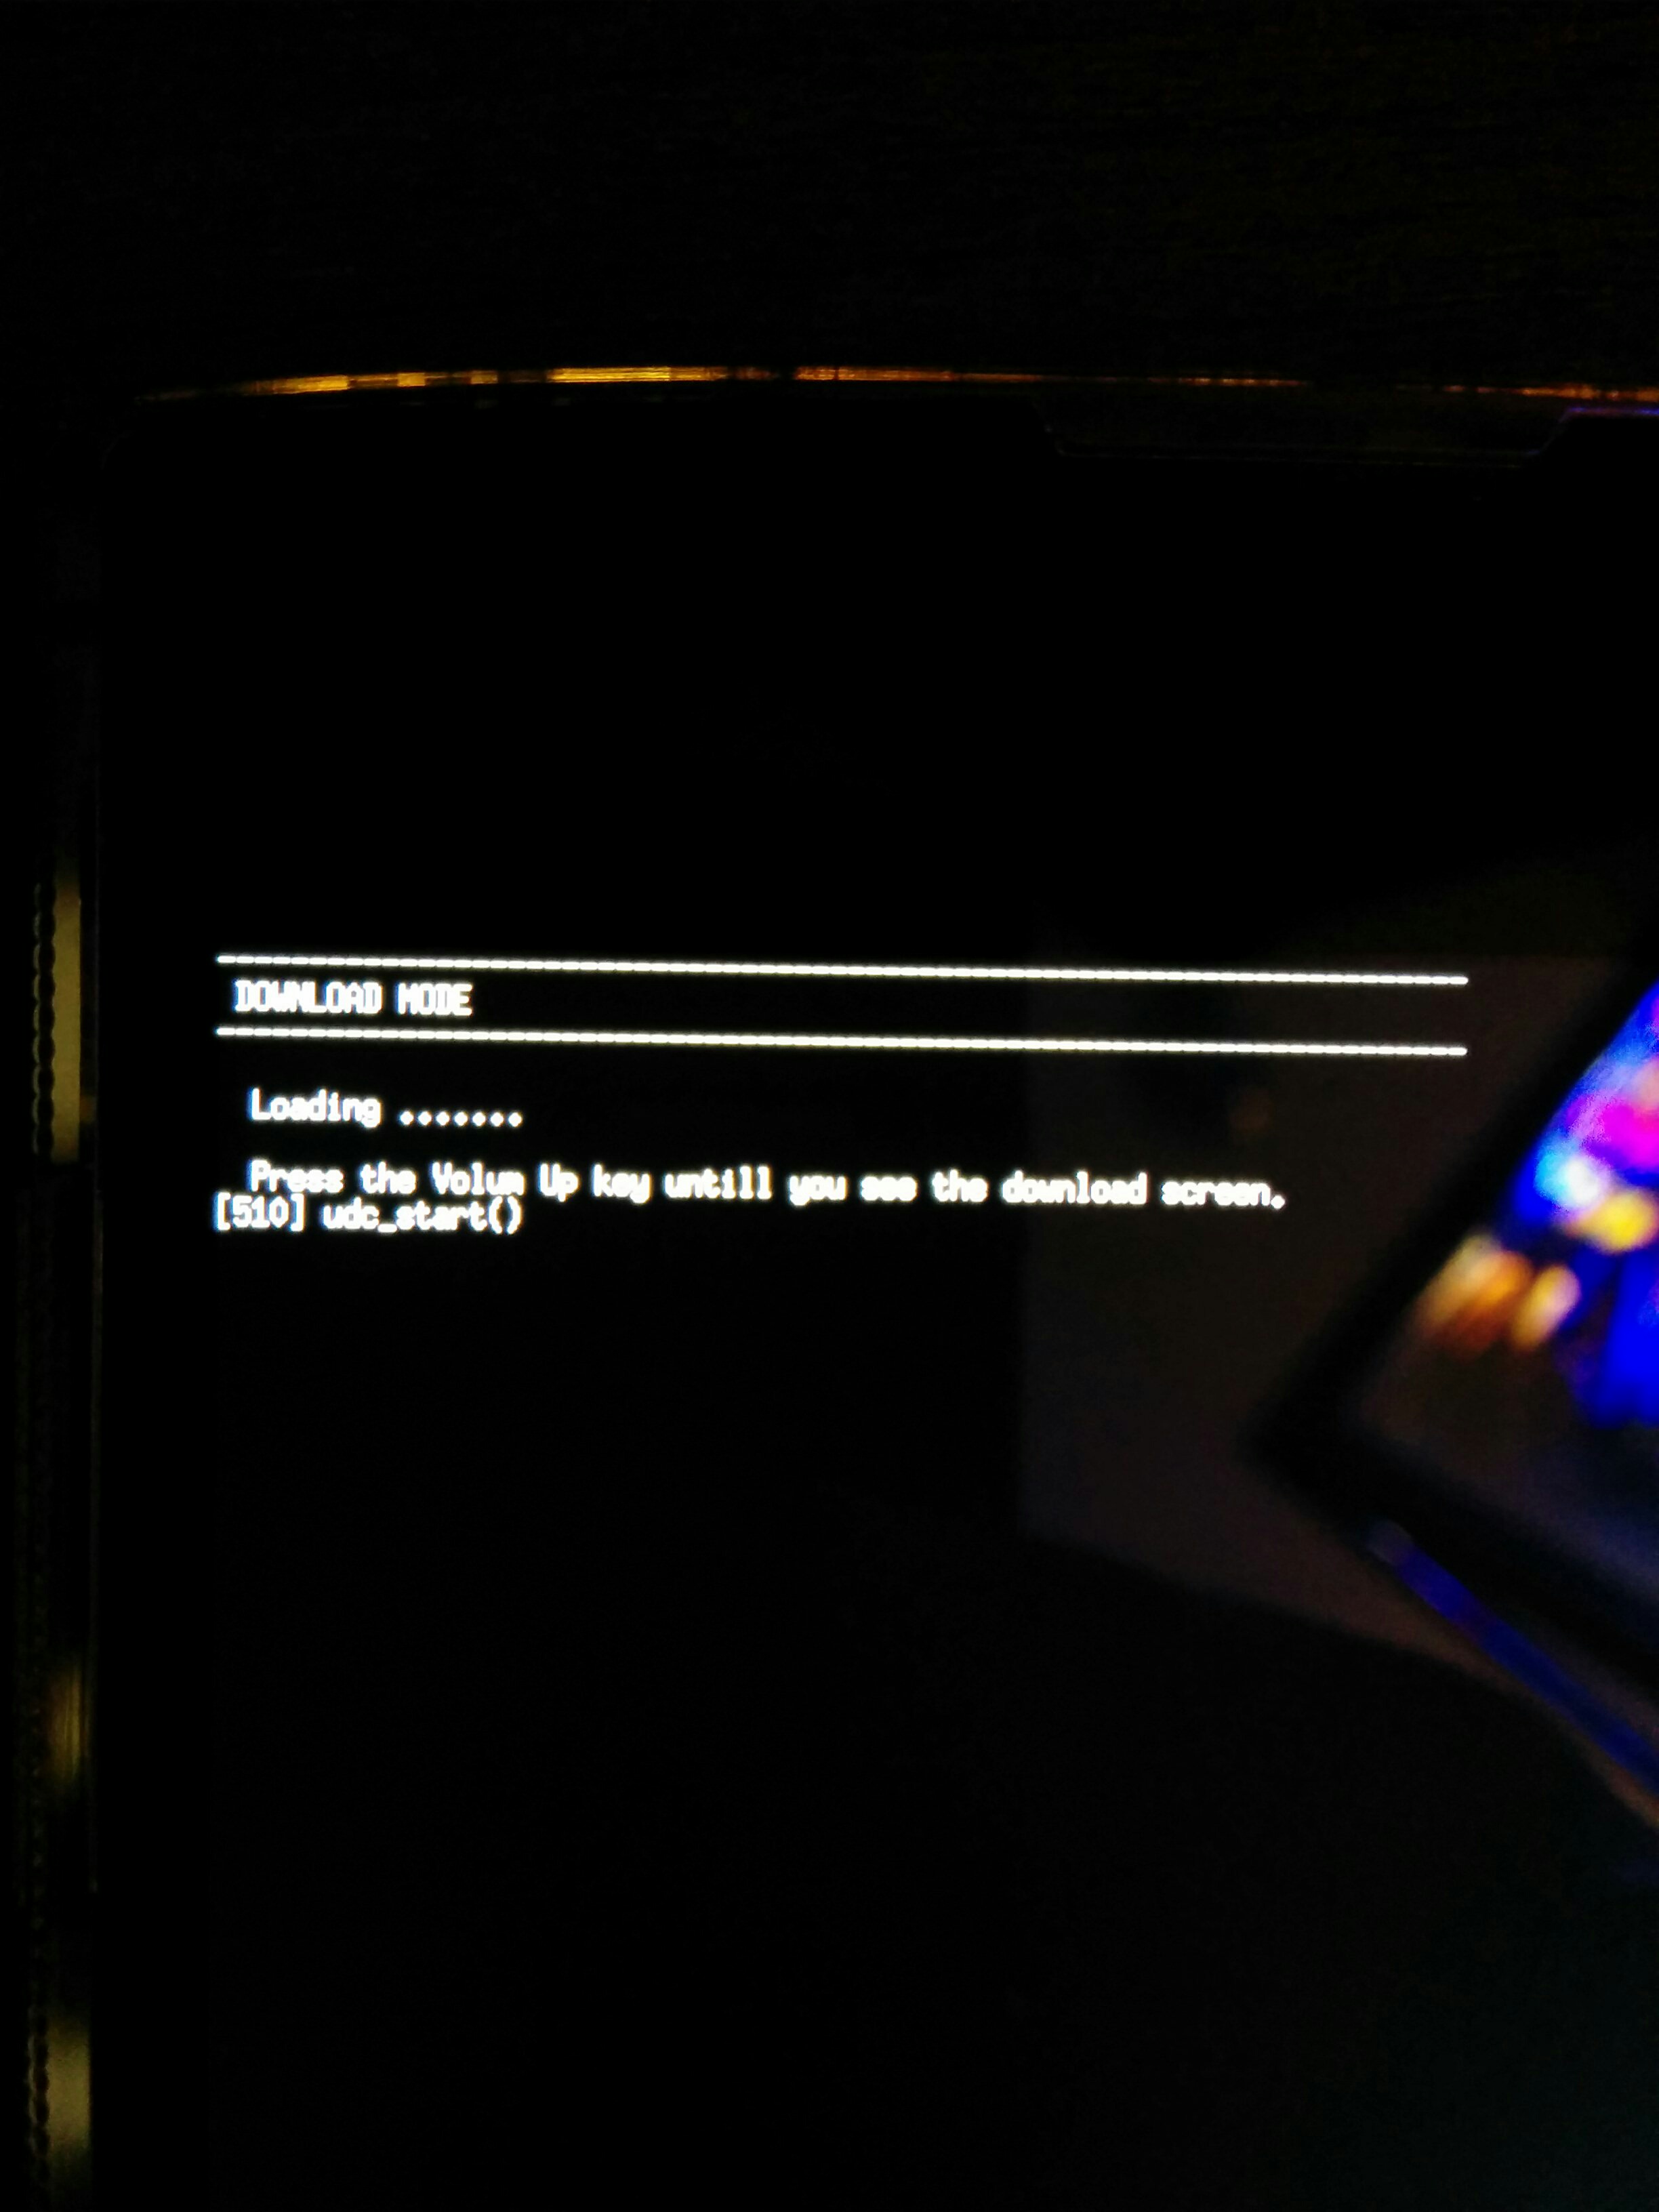 DOWNLOAD MODE
Loading .......
Press the Volum Up key untill you see the download screen.
[510] udc_start()